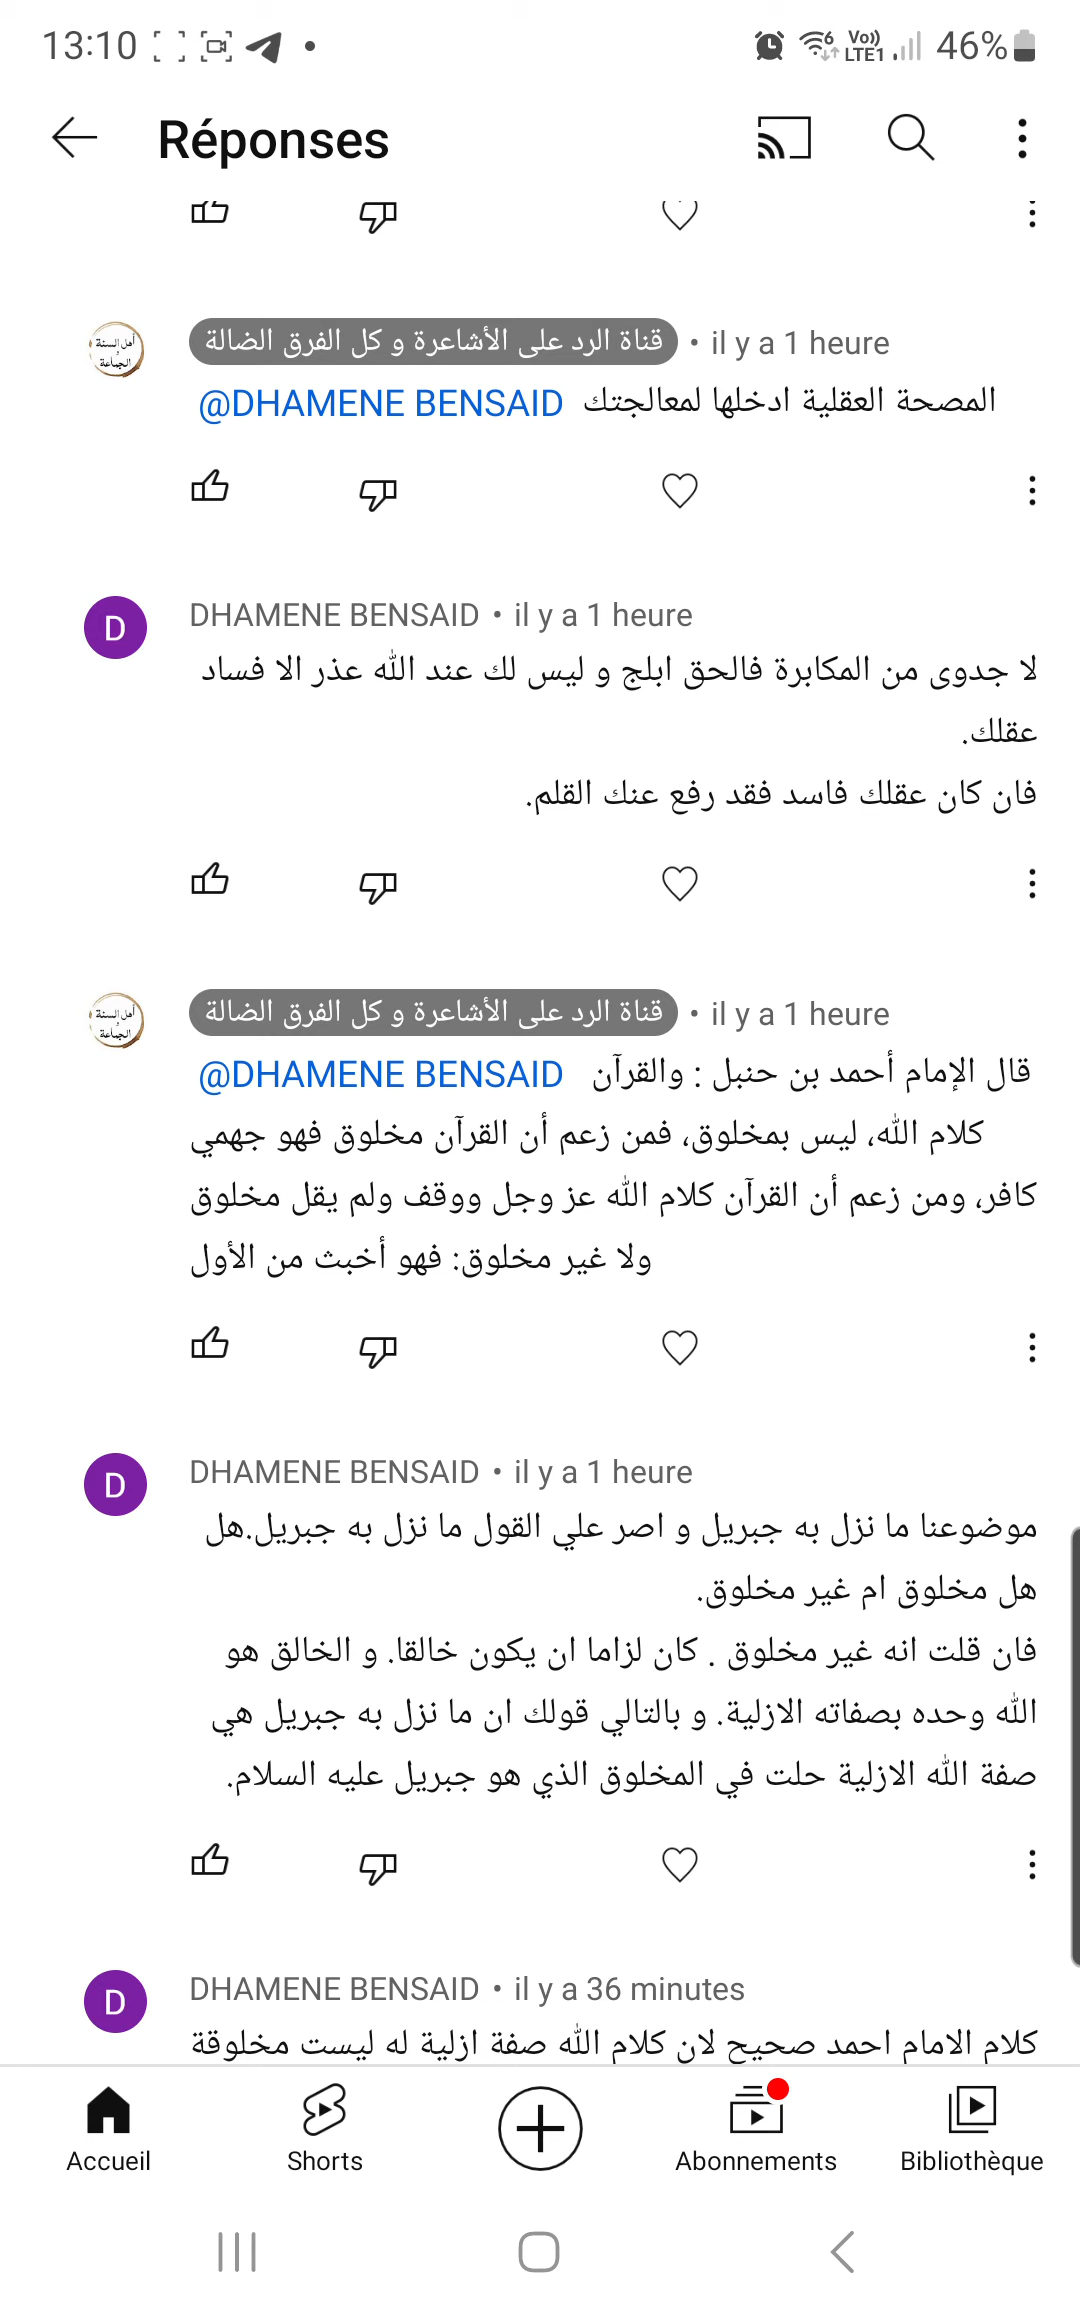 13:10
Vo)) LTE1 46%
Réponses
أهل السنة
و
الجماعة
قناة الرد على الأشاعرة و كل الفرق الضالة • il y a 1 heure
@DHAMENE BENSAID المصحة العقلية ادخلها لمعالجتك
D
DHAMENE BENSAID • il y a 1 heure
لا جدوى من المكابرة فالحق ابلج و ليس لك عند الله عذر الا فساد
عقلك.
فان كان عقلك فاسد فقد رفع عنك القلم.
أهل السنة
و
الجماعة
قناة الرد على الأشاعرة و كل الفرق الضالة • il y a 1 heure
@DHAMENE BENSAID قال الإمام أحمد بن حنبل : والقرآن
كلام الله، ليس بمخلوق، فمن زعم أن القرآن مخلوق فهو جهمي
كافر، ومن زعم أن القرآن كلام الله عز وجل ووقف ولم يقل مخلوق
ولا غير مخلوق: فهو أخبث من الأول
D
DHAMENE BENSAID • il y a 1 heure
موضوعنا ما نزل به جبريل و اصر علي القول ما نزل به جبريل.هل
هل مخلوق ام غير مخلوق.
فان قلت انه غير مخلوق . كان لزاما ان يكون خالقا. و الخالق هو
الله وحده بصفاته الازلية. و بالتالي قولك ان ما نزل به جبريل هي
صفة الله الازلية حلت في المخلوق الذي هو جبريل عليه السلام.
D
DHAMENE BENSAID • il y a 36 minutes
كلام الامام احمد صحيح لان كلام الله صفة ازلية له ليست مخلوقة
Accueil
Shorts
Abonnements
Bibliothèque